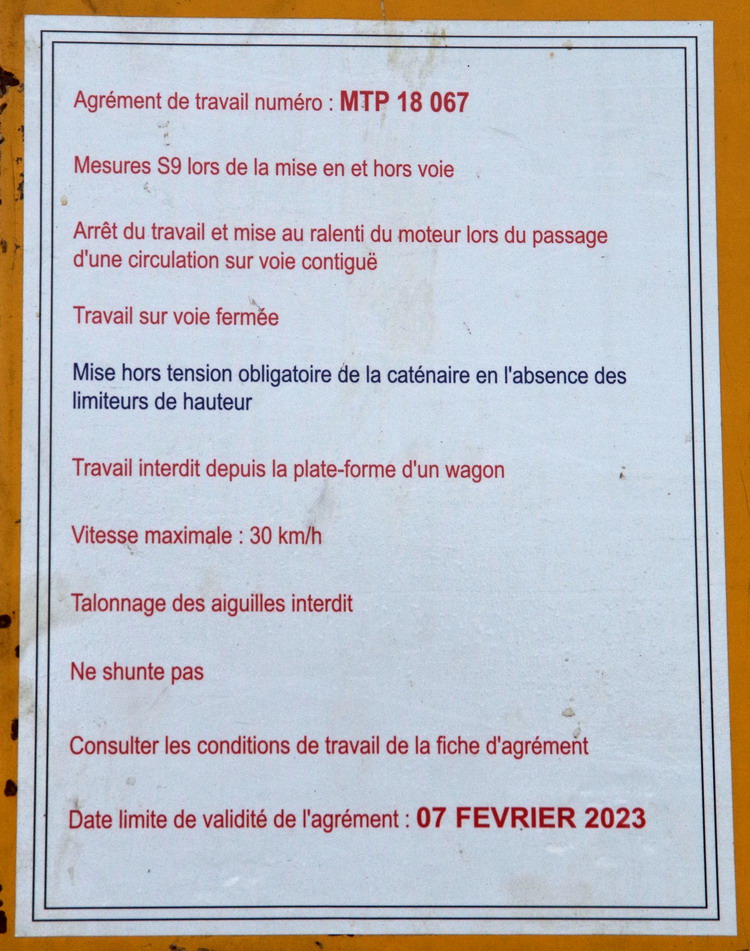 Agrément de travail numéro : MTP 18 067
Mesures S9 lors de la mise en et hors voie
Arrêt du travail et mise au ralenti du moteur lors du passage
d'une circulation sur voie contiguë
Travail sur voie fermée
Mise hors tension obligatoire de la caténaire en l'absence des
limiteurs de hauteur
Travail interdit depuis la plate-forme d'un wagon
Vitesse maximale : 30 km/h
Talonnage des aiguilles interdit
Ne shunte pas
Consulter les conditions de travail de la fiche d'agrément
Date limite de validité de l'agrément : 07 FEVRIER 2023